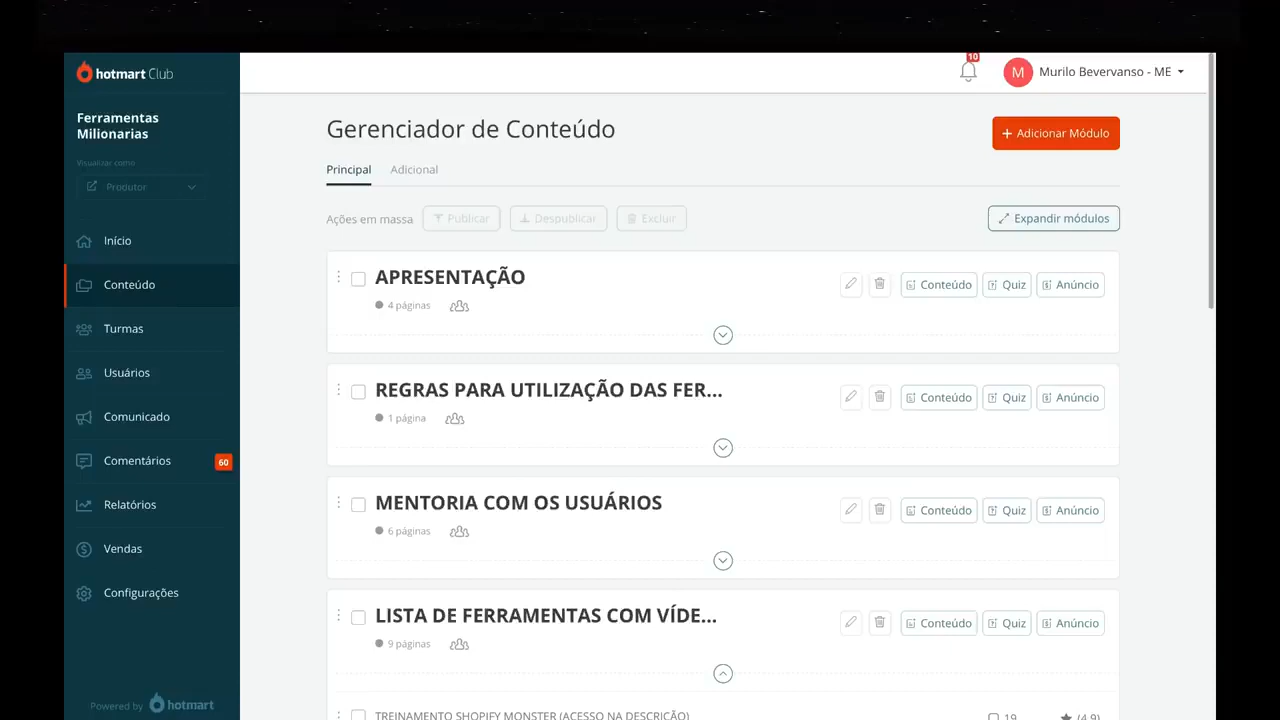 hotmart Club
Ferramentas
Milionarias
Visualizar como
Produtor
Início
Conteúdo
Turmas
Usuários
Comunicado
Comentários 60
Relatórios
Vendas
Configurações
Powered by hotmart
10
M Murilo Bevervanso - ME
Gerenciador de Conteúdo
+ Adicionar Módulo
Principal Adicional
Ações em massa Publicar Despublicar Excluir Expandir módulos
APRESENTAÇÃO
Conteúdo Quiz Anúncio
4 páginas
REGRAS PARA UTILIZAÇÃO DAS FER...
Conteúdo Quiz Anúncio
1 página
MENTORIA COM OS USUÁRIOS
Conteúdo Quiz Anúncio
6 páginas
LISTA DE FERRAMENTAS COM VÍDE...
Conteúdo Quiz Anúncio
9 páginas
TREINAMENTO SHOPIFY MONSTER (ACESSO NA DESCRIÇÃO) 19 (4.9)